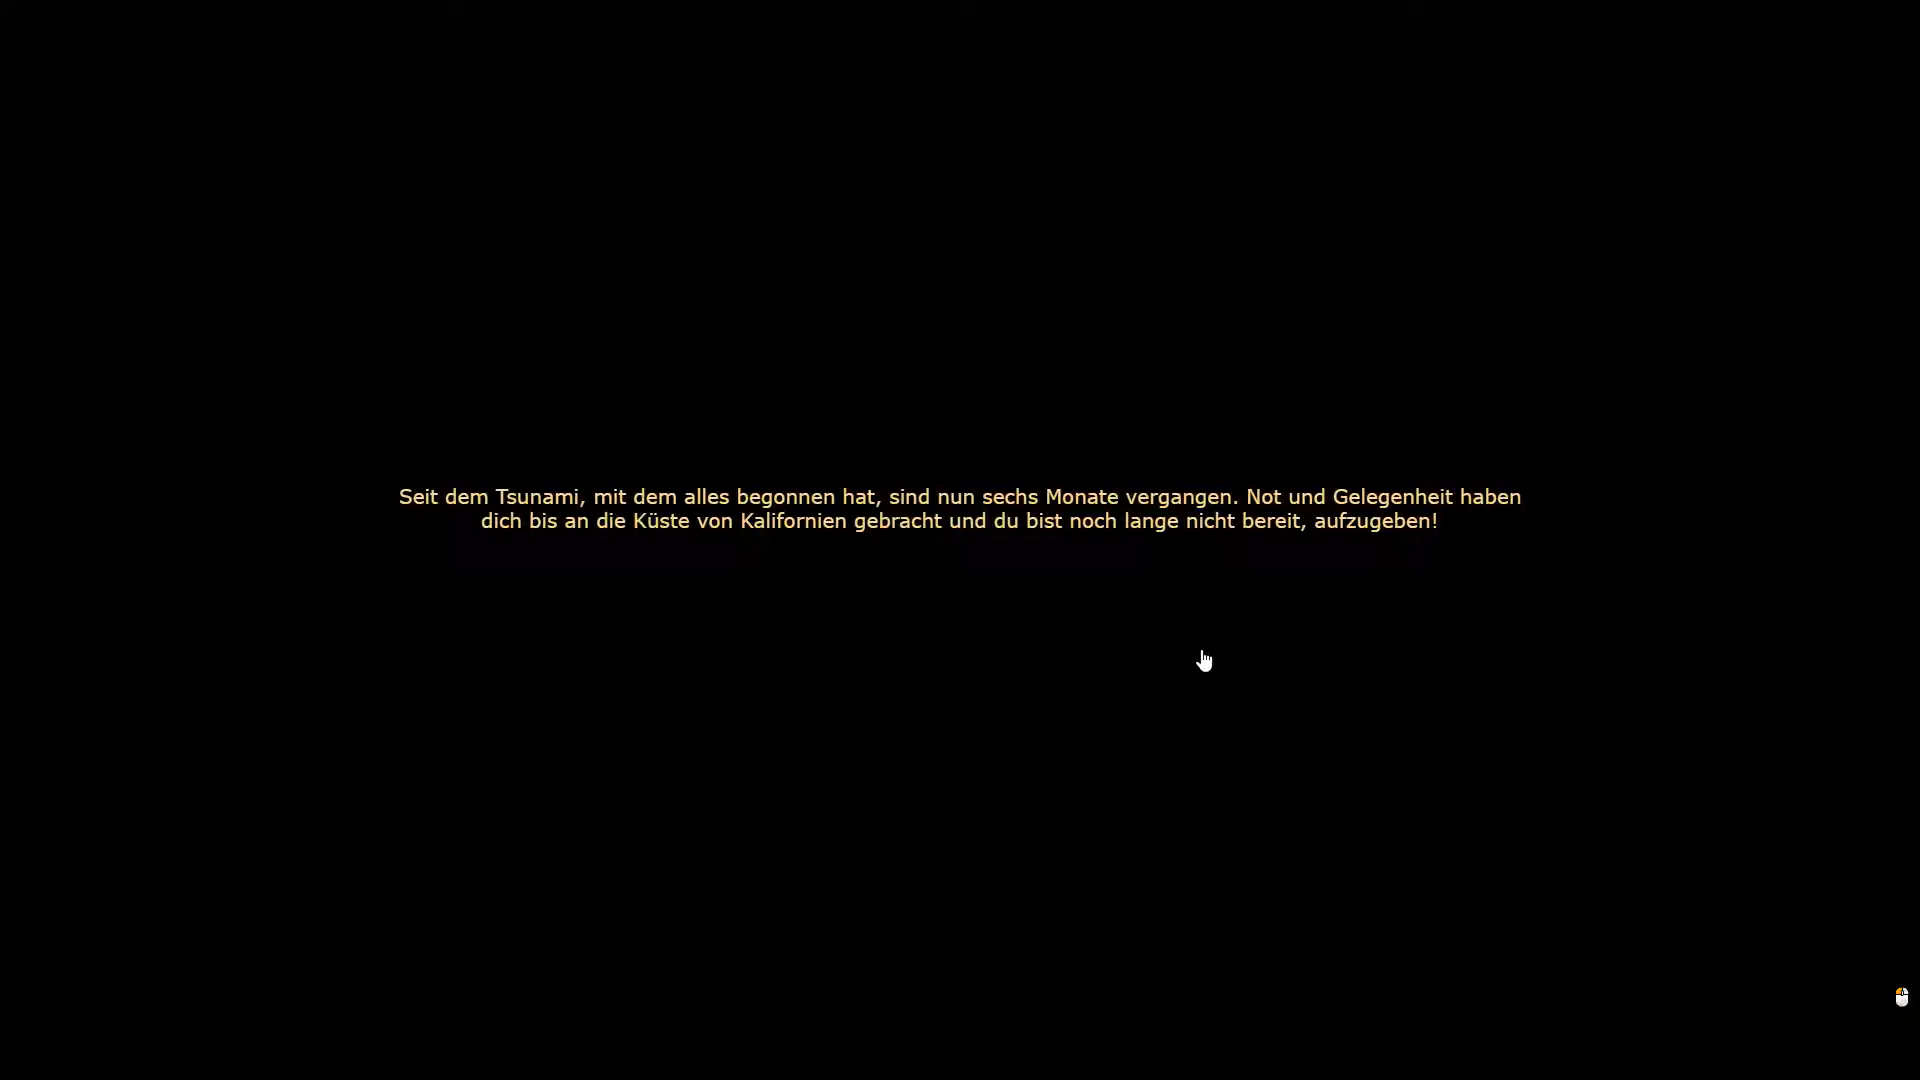 Seit dem Tsunami, mit dem alles begonnen hat, sind nun sechs Monate vergangen. Not und Gelegenheit haben
dich bis an die Küste von Kalifornien gebracht und du bist noch lange nicht bereit, aufzugeben!